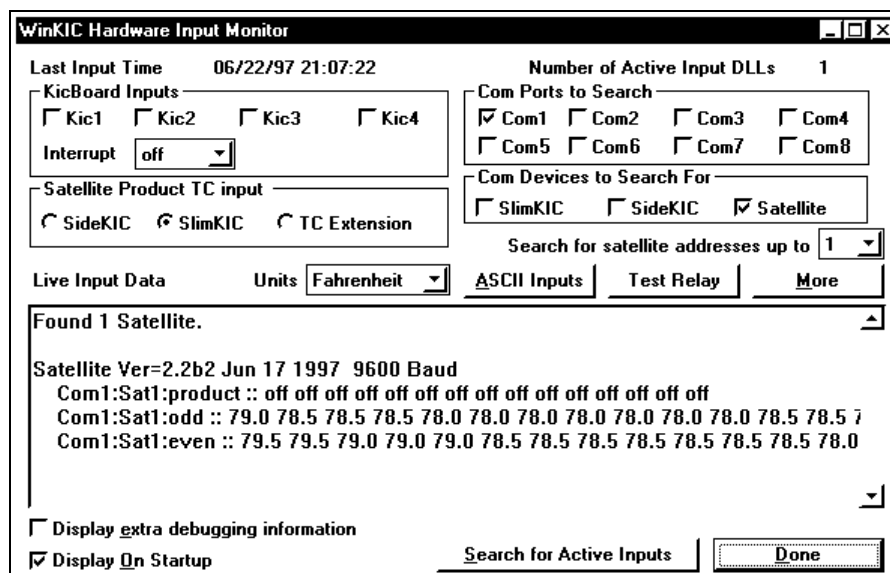 WinKIC Hardware Input Monitor
Last Input Time 06/22/97 21:07:22 Number of Active Input DLLs 1
KicBoard Inputs
Kic1 Kic2 Kic3 Kic4
Interrupt off
Com Ports to Search
Com1 Com2 Com3 Com4
Com5 Com6 Com7 Com8
Satellite Product TC input
SideKIC SlimKIC TC Extension
Com Devices to Search For
SlimKIC SideKIC Satellite
Search for satellite addresses up to 1
Live Input Data Units Fahrenheit ASCII Inputs Test Relay More
Found 1 Satellite.
Satellite Ver=2.2b2 Jun 17 1997 9600 Baud
Com1:Sat1:product :: off off off off off off off off off off off off off off
Com1:Sat1:odd :: 79.0 78.5 78.5 78.5 78.0 78.0 78.0 78.0 78.0 78.0 78.0 78.5 78.5 7
Com1:Sat1:even :: 79.5 79.5 79.0 79.0 79.0 78.5 78.5 78.5 78.5 78.5 78.5 78.5 78.0
Display extra debugging information
Display On Startup
Search for Active Inputs Done